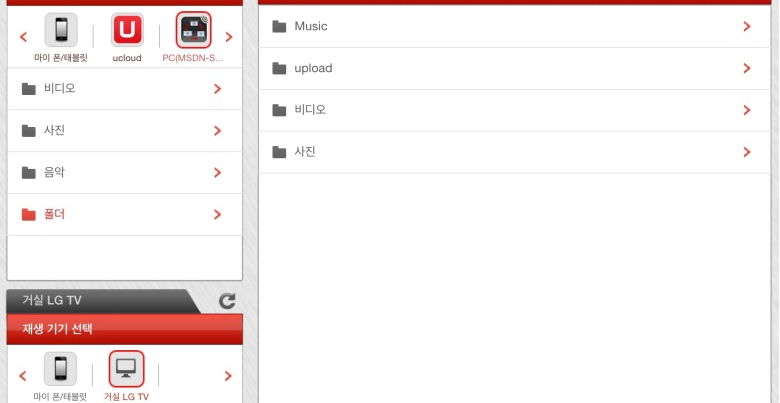 마이 폰/태블릿
ucloud
PC(MSDN-S...
비디오
사진
음악
폴더
거실 LG TV
재생 기기 선택
마이 폰/태블릿
거실 LG TV
Music
upload
비디오
사진